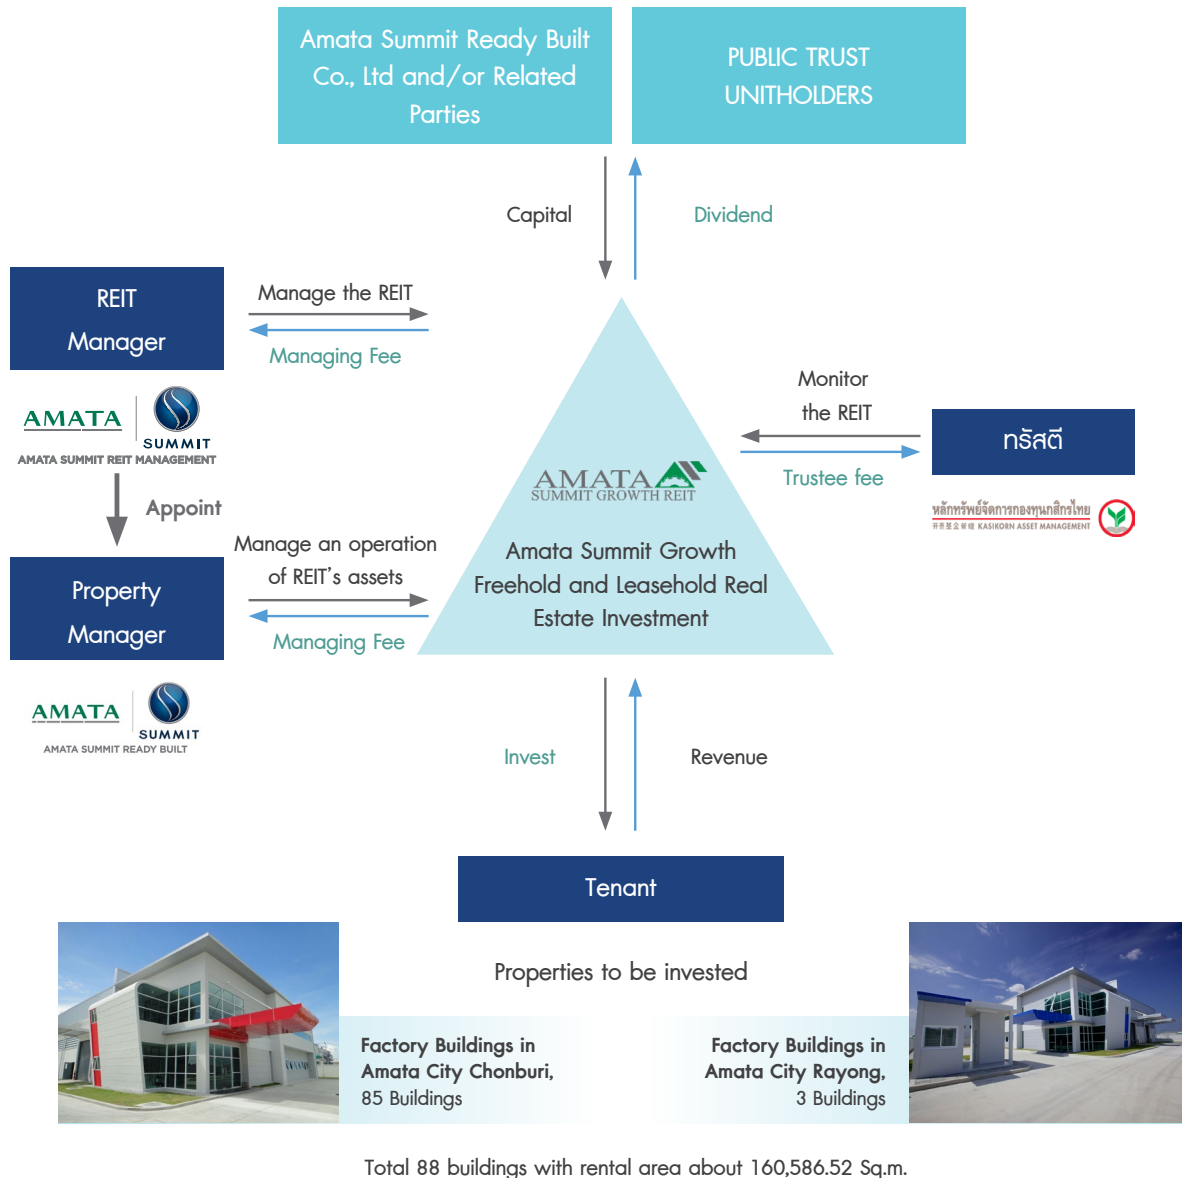 Amata Summit Ready Built
Co., Ltd and/or Related
Parties
PUBLIC TRUST
UNITHOLDERS
Capital
Dividend
REIT
Manager
Manage the REIT
Managing Fee
AMATA
SUMMIT
AMATA SUMMIT REIT MANAGEMENT
Appoint
Monitor
the REIT
Trustee fee
ทรัสตี
หลักทรัพย์จัดการกองทุนกสิกรไทย
KASIKORN ASSET MANAGEMENT
AMATA
SUMMIT GROWTH REIT
Amata Summit Growth
Freehold and Leasehold Real
Estate Investment
Property
Manager
Manage an operation
of REIT's assets
Managing Fee
AMATA
SUMMIT
AMATA SUMMIT READY BUILT
Invest
Revenue
Tenant
Properties to be invested
Factory Buildings in
Amata City Chonburi,
85 Buildings
Factory Buildings in
Amata City Rayong,
3 Buildings
Total 88 buildings with rental area about 160,586.52 Sq.m.